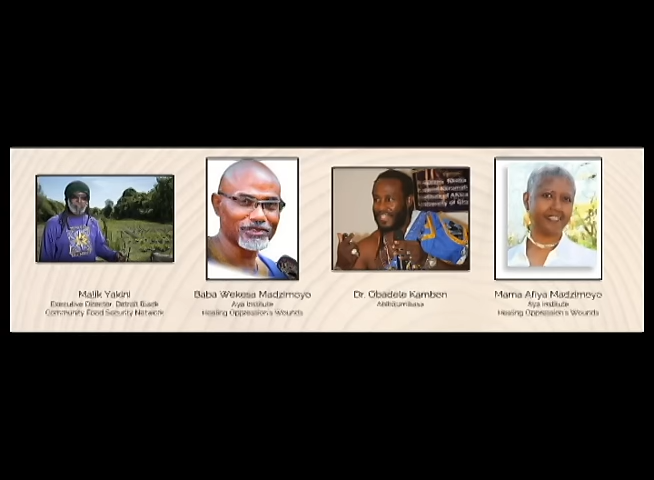 Malik Yakini
Executive Director, Detroit Black
Community Food Security Network
Baba Wekesa Madzimoyo
Aya Institute
Healing Oppression's Wounds
Dr. Obadele Kambon
Abibitumikasa
Mama Afiya Madzimoyo
Aya Institute
Healing Oppression's Wounds